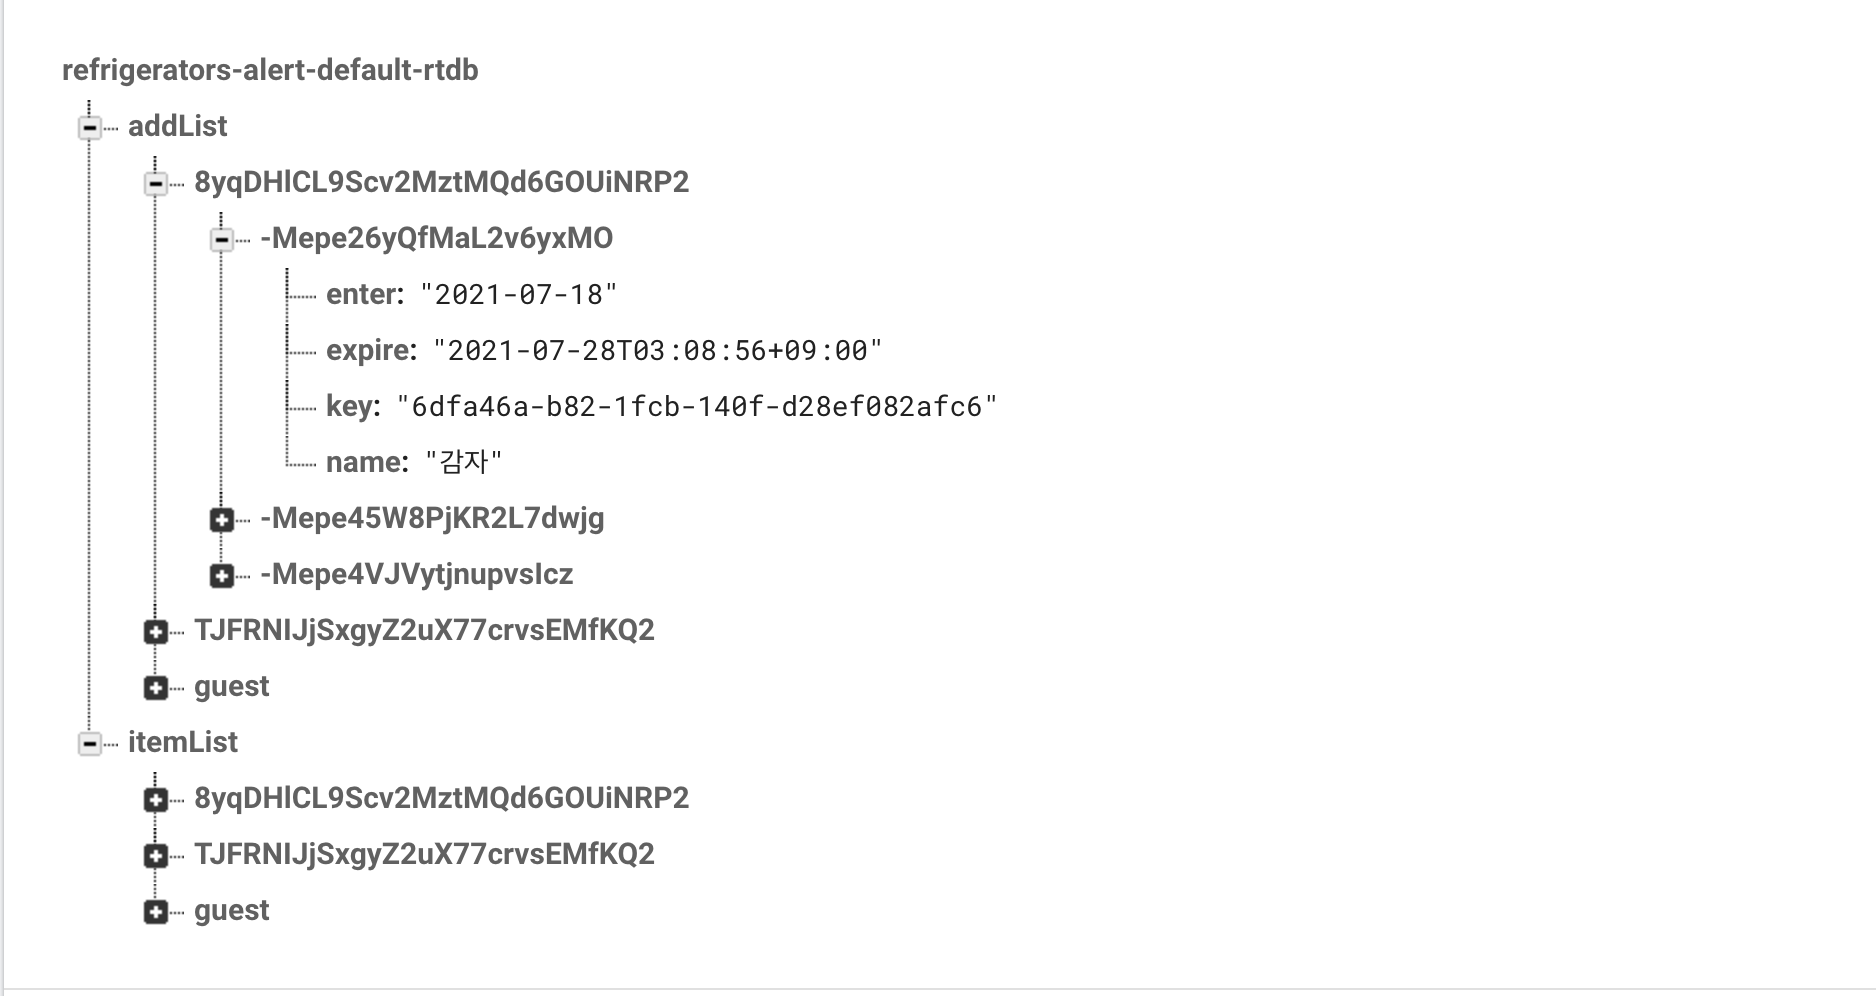 refrigerators-alert-default-rtdb
addList
8yqDHlCL9Scv2MztMQd6GOUiNRP2
-Mepe26yQfMaL2v6yxMO
enter: "2021-07-18"
expire: "2021-07-28T03:08:56+09:00"
key: "6dfa46a-b82-1fcb-140f-d28ef082afc6"
name: "감자"
-Mepe45W8PjKR2L7dwjg
-Mepe4VJVytjnupvsIcz
TJFRNIJjSxgyZ2uX77crvsEMfKQ2
guest
itemList
8yqDHlCL9Scv2MztMQd6GOUiNRP2
TJFRNIJjSxgyZ2uX77crvsEMfKQ2
guest